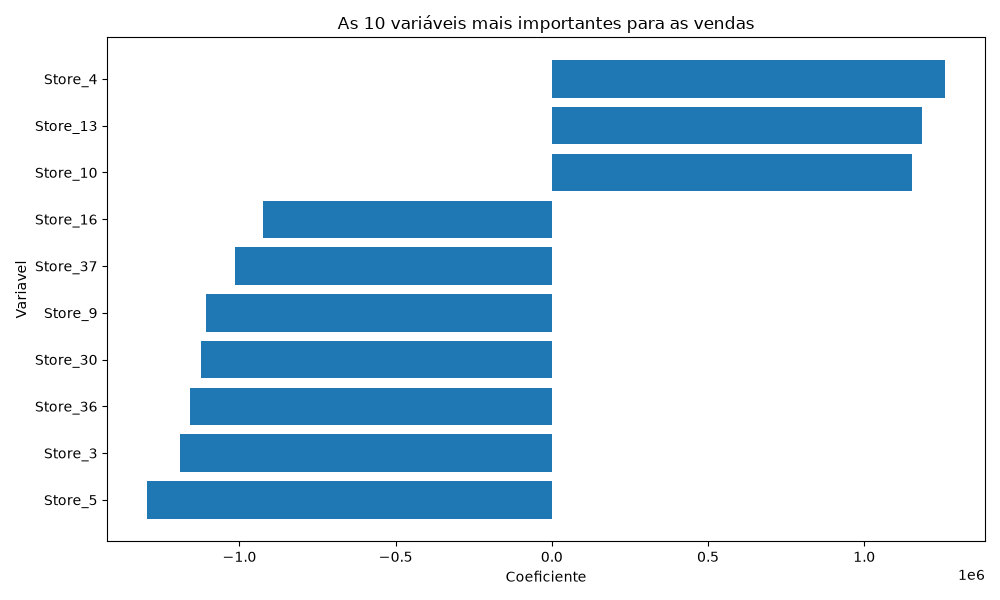 As 10 variáveis mais importantes para as vendas
Store_4
Store_13
Store_10
Store_16
Store_37
Store_9
Store_30
Store_36
Store_3
Store_5
Variavel
−1.0 −0.5 0.0 0.5 1.0
1e6
Coeficiente